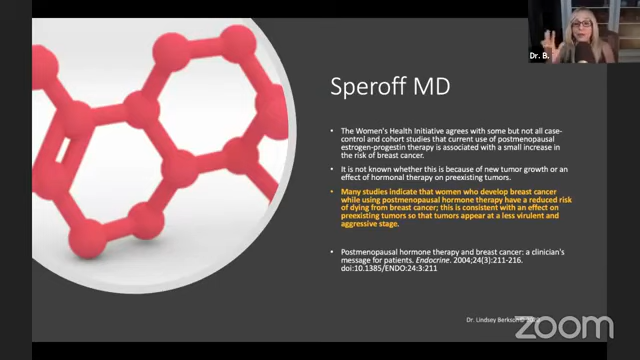 Dr. B.
Speroff MD
The Women's Health Initiative agrees with some but not all case-
control and cohort studies that current use of postmenopausal
estrogen-progestin therapy is associated with a small increase in
the risk of breast cancer.
It is not known whether this is because of new tumor growth or an
effect of hormonal therapy on preexisting tumors.
Many studies indicate that women who develop breast cancer
while using postmenopausal hormone therapy have a reduced risk
of dying from breast cancer; this is consistent with an effect on
preexisting tumors so that tumors appear at a less virulent and
aggressive stage.
Postmenopausal hormone therapy and breast cancer: a clinician's
message for patients. Endocrine. 2004;24(3):211-216.
doi:10.1385/ENDO:24:3:211
Dr. Lindsey Berkson©
zoom